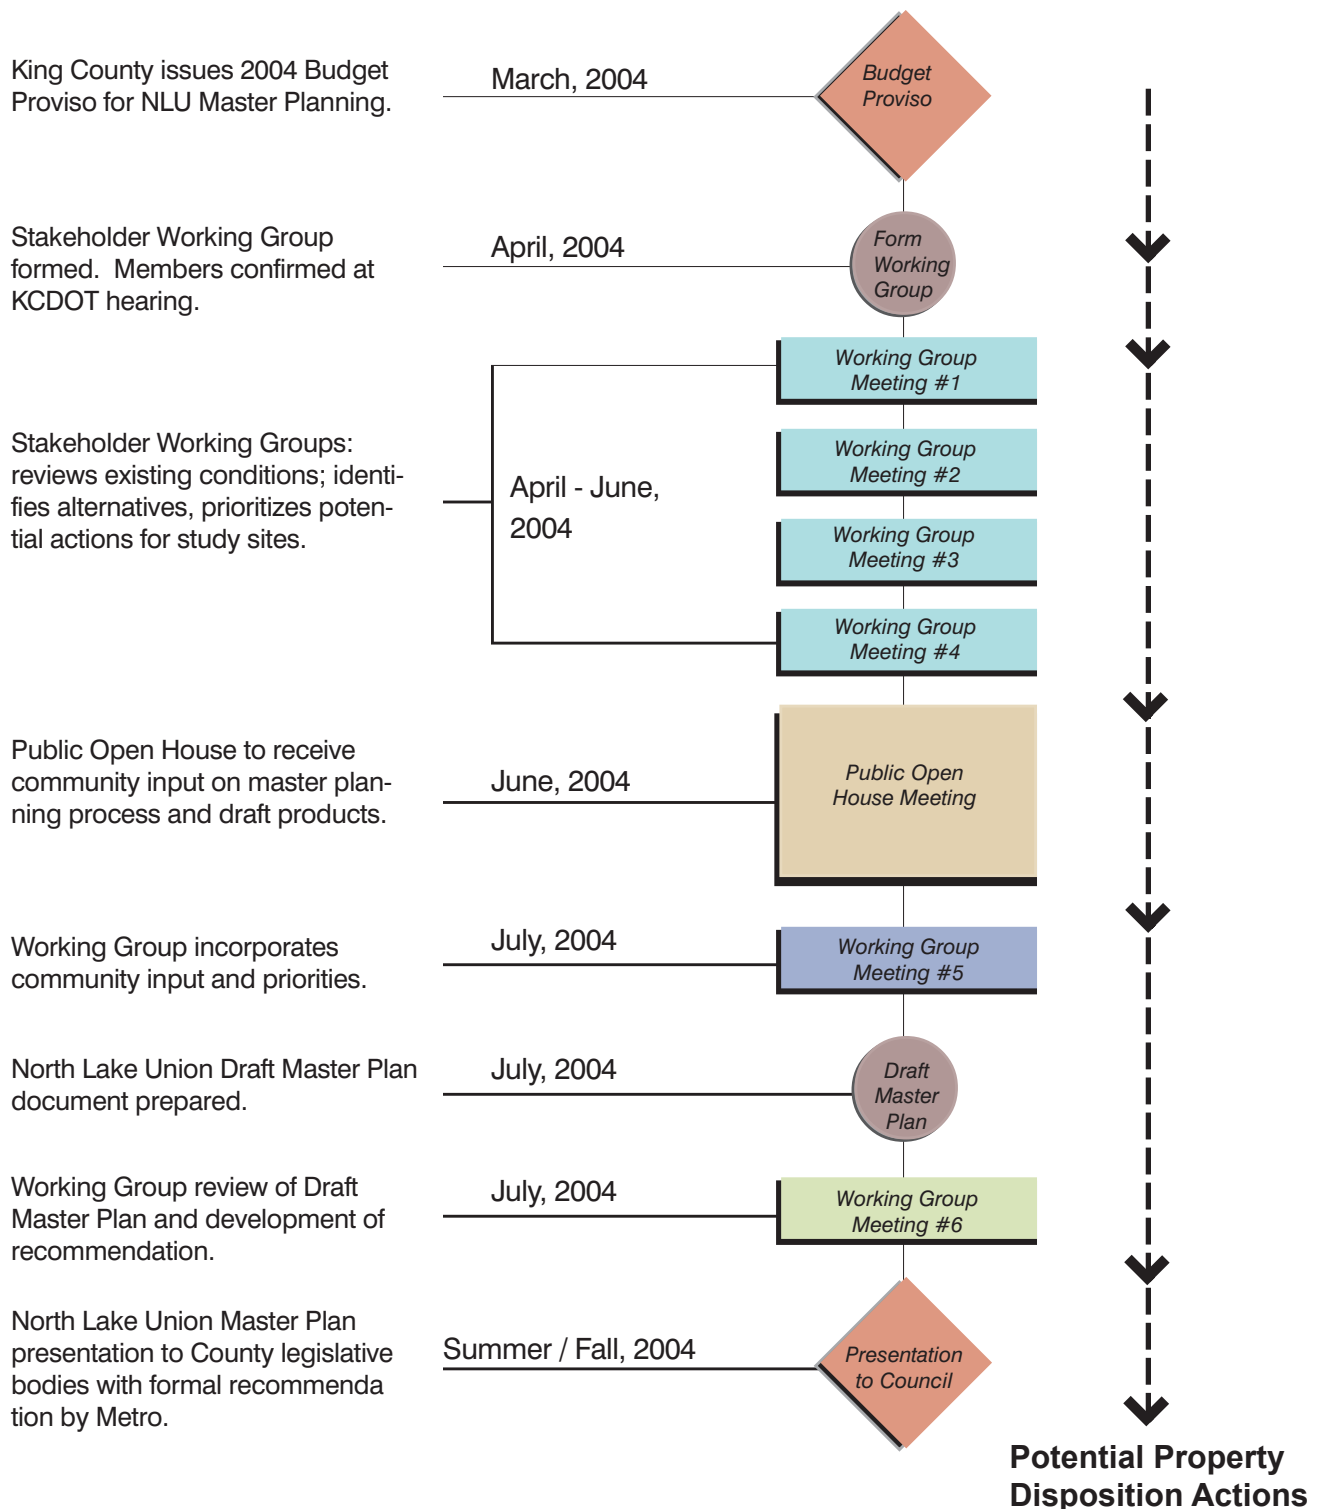 King County issues 2004 Budget
Proviso for NLU Master Planning.
March, 2004
Budget
Proviso
Stakeholder Working Group
formed.  Members confirmed at
KCDOT hearing.
April, 2004
Form
Working
Group
Stakeholder Working Groups:
reviews existing conditions; identi-
fies alternatives, prioritizes poten-
tial actions for study sites.
April - June,
2004
Working Group
Meeting #1
Working Group
Meeting #2
Working Group
Meeting #3
Working Group
Meeting #4
Public Open House to receive
community input on master plan-
ning process and draft products.
June, 2004
Public Open
House Meeting
Working Group incorporates
community input and priorities.
July, 2004
Working Group
Meeting #5
North Lake Union Draft Master Plan
document prepared.
July, 2004
Draft
Master
Plan
Working Group review of Draft
Master Plan and development of
recommendation.
July, 2004
Working Group
Meeting #6
North Lake Union Master Plan
presentation to County legislative
bodies with formal recommenda
tion by Metro.
Summer / Fall, 2004
Presentation
to Council
Potential Property
Disposition Actions